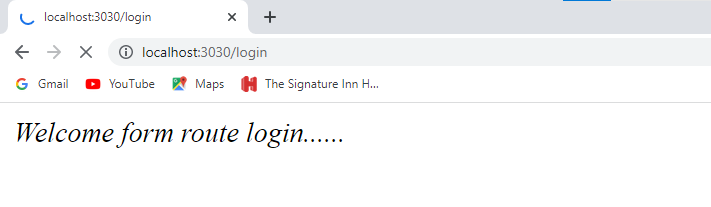 localhost:3030/login
localhost:3030/login
Gmail YouTube Maps The Signature Inn H...
Welcome form route login......